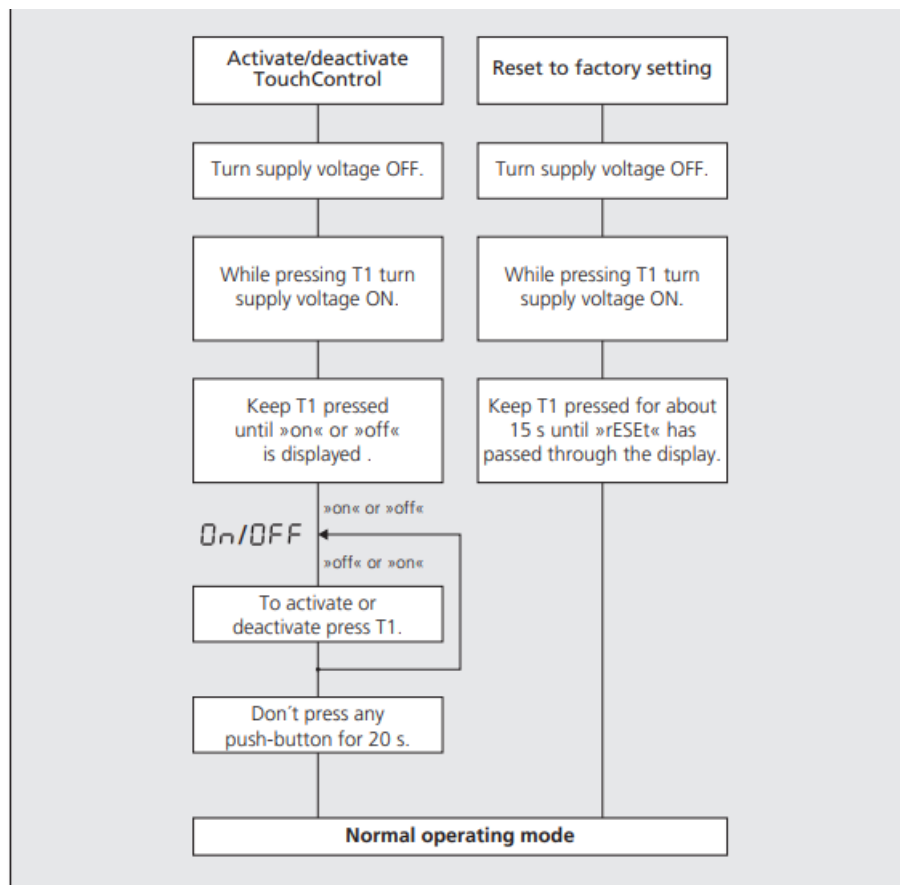 Activate/deactivate
TouchControl
Turn supply voltage OFF.
While pressing T1 turn
supply voltage ON.
Keep T1 pressed
until »on« or »off«
is displayed .
»on« or »off«
On/OFF
»off« or »on«
To activate or
deactivate press T1.
Don´t press any
push-button for 20 s.
Reset to factory setting
Turn supply voltage OFF.
While pressing T1 turn
supply voltage ON.
Keep T1 pressed for about
15 s until »rESEt« has
passed through the display.
Normal operating mode